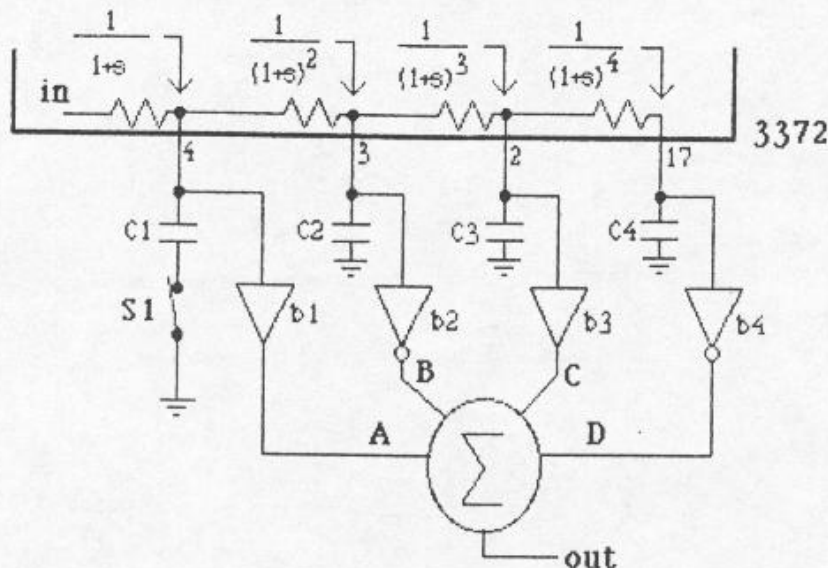 1 1 1 1
1+s (1+s)2 (1+s)3 (1+s)4
in
3372
4 3 2 17
C1 C2 C3 C4
S1 b1 b2 b3 b4
B C
A D
Σ
out